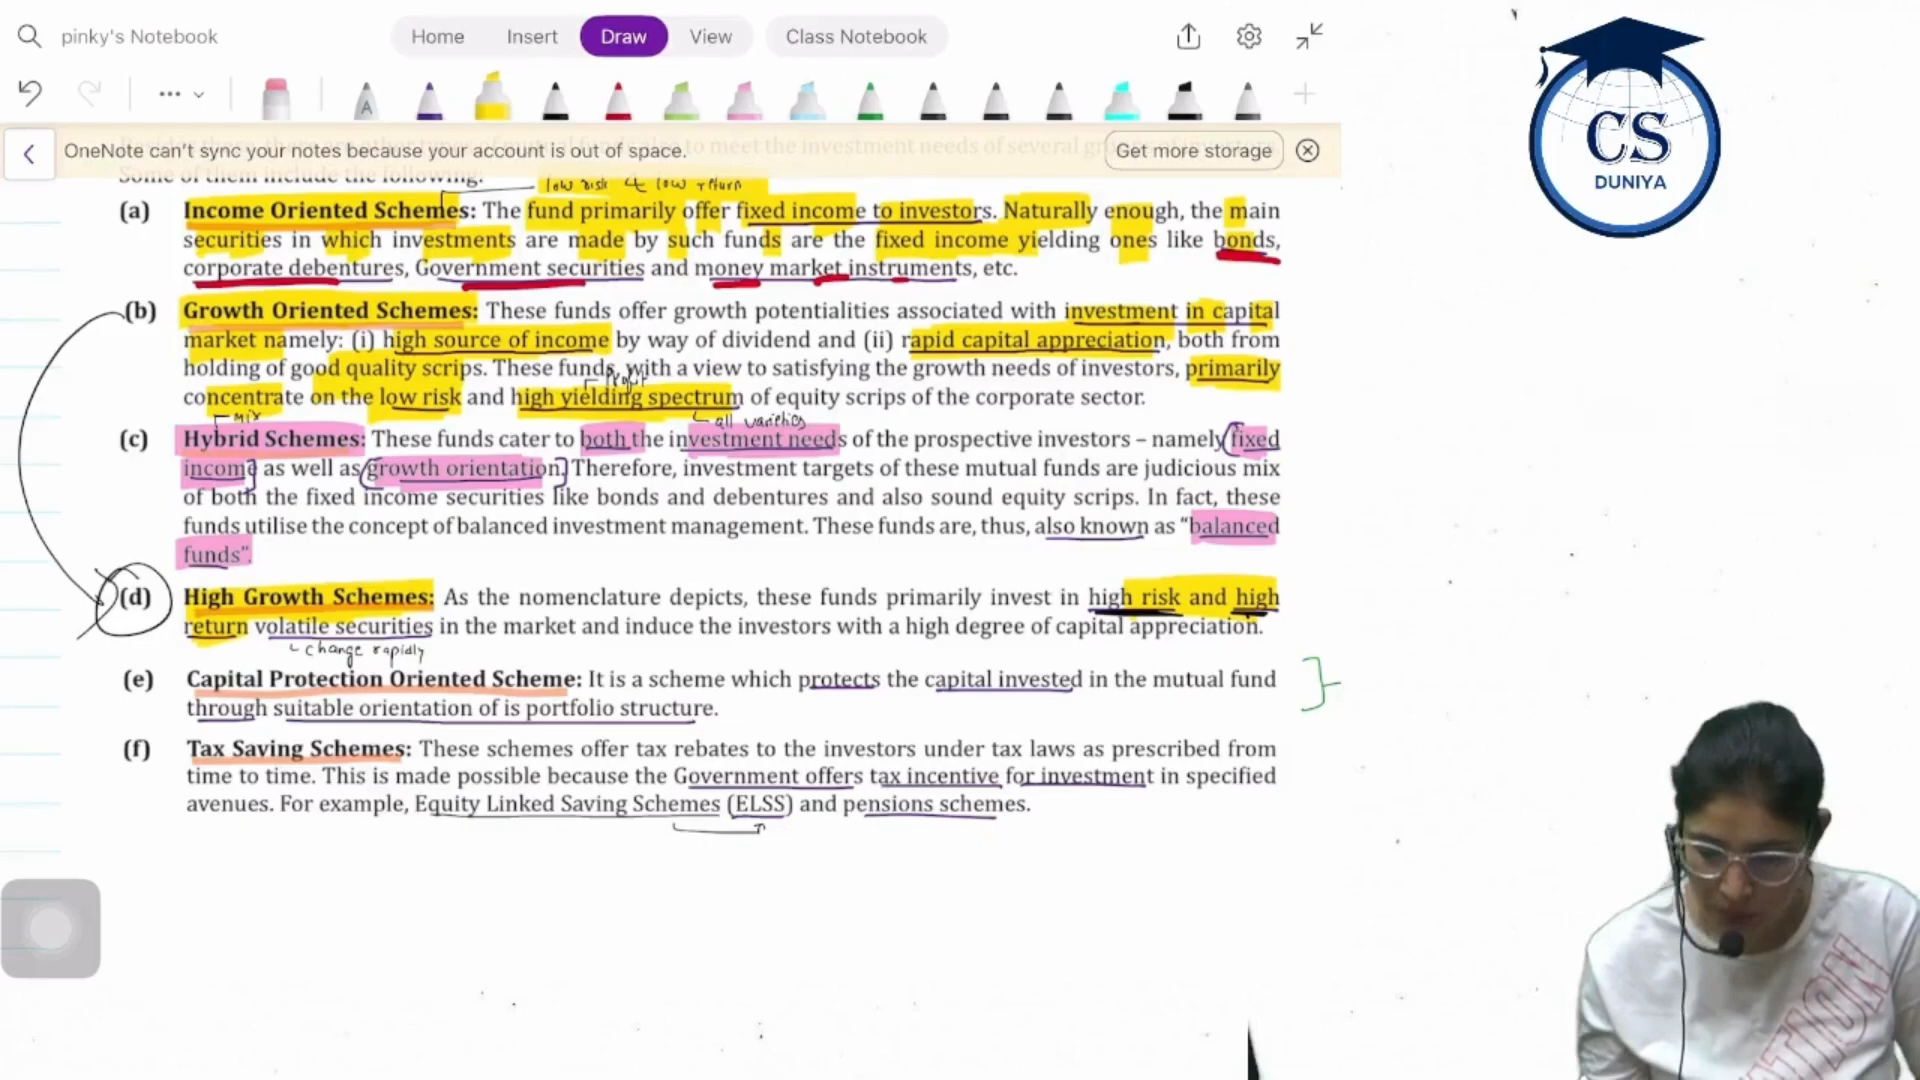 pinky's Notebook
Home Insert Draw View Class Notebook
A
OneNote can't sync your notes because your account is out of space. to meet the investment needs of several
Get more storage
Some of them include the following:
low risk & low return
(a) Income Oriented Schemes: The fund primarily offer fixed income to investors. Naturally enough, the main
securities in which investments are made by such funds are the fixed income yielding ones like bonds,
corporate debentures, Government securities and money market instruments, etc.
(b) Growth Oriented Schemes: These funds offer growth potentialities associated with investment in capital
market namely: (i) high source of income by way of dividend and (ii) rapid capital appreciation, both from
holding of good quality scrips. These funds, with a view to satisfying the growth needs of investors, primarily
Profit
concentrate on the low risk and high yielding spectrum of equity scrips of the corporate sector.
mix
all varieties
(c) Hybrid Schemes: These funds cater to both the investment needs of the prospective investors – namely fixed
income as well as growth orientation. Therefore, investment targets of these mutual funds are judicious mix
of both the fixed income securities like bonds and debentures and also sound equity scrips. In fact, these
funds utilise the concept of balanced investment management. These funds are, thus, also known as “balanced
funds”.
(d) High Growth Schemes: As the nomenclature depicts, these funds primarily invest in high risk and high
return volatile securities in the market and induce the investors with a high degree of capital appreciation.
change rapidly
(e) Capital Protection Oriented Scheme: It is a scheme which protects the capital invested in the mutual fund
through suitable orientation of is portfolio structure.
(f) Tax Saving Schemes: These schemes offer tax rebates to the investors under tax laws as prescribed from
time to time. This is made possible because the Government offers tax incentive for investment in specified
avenues. For example, Equity Linked Saving Schemes (ELSS) and pensions schemes.
CS
DUNIYA